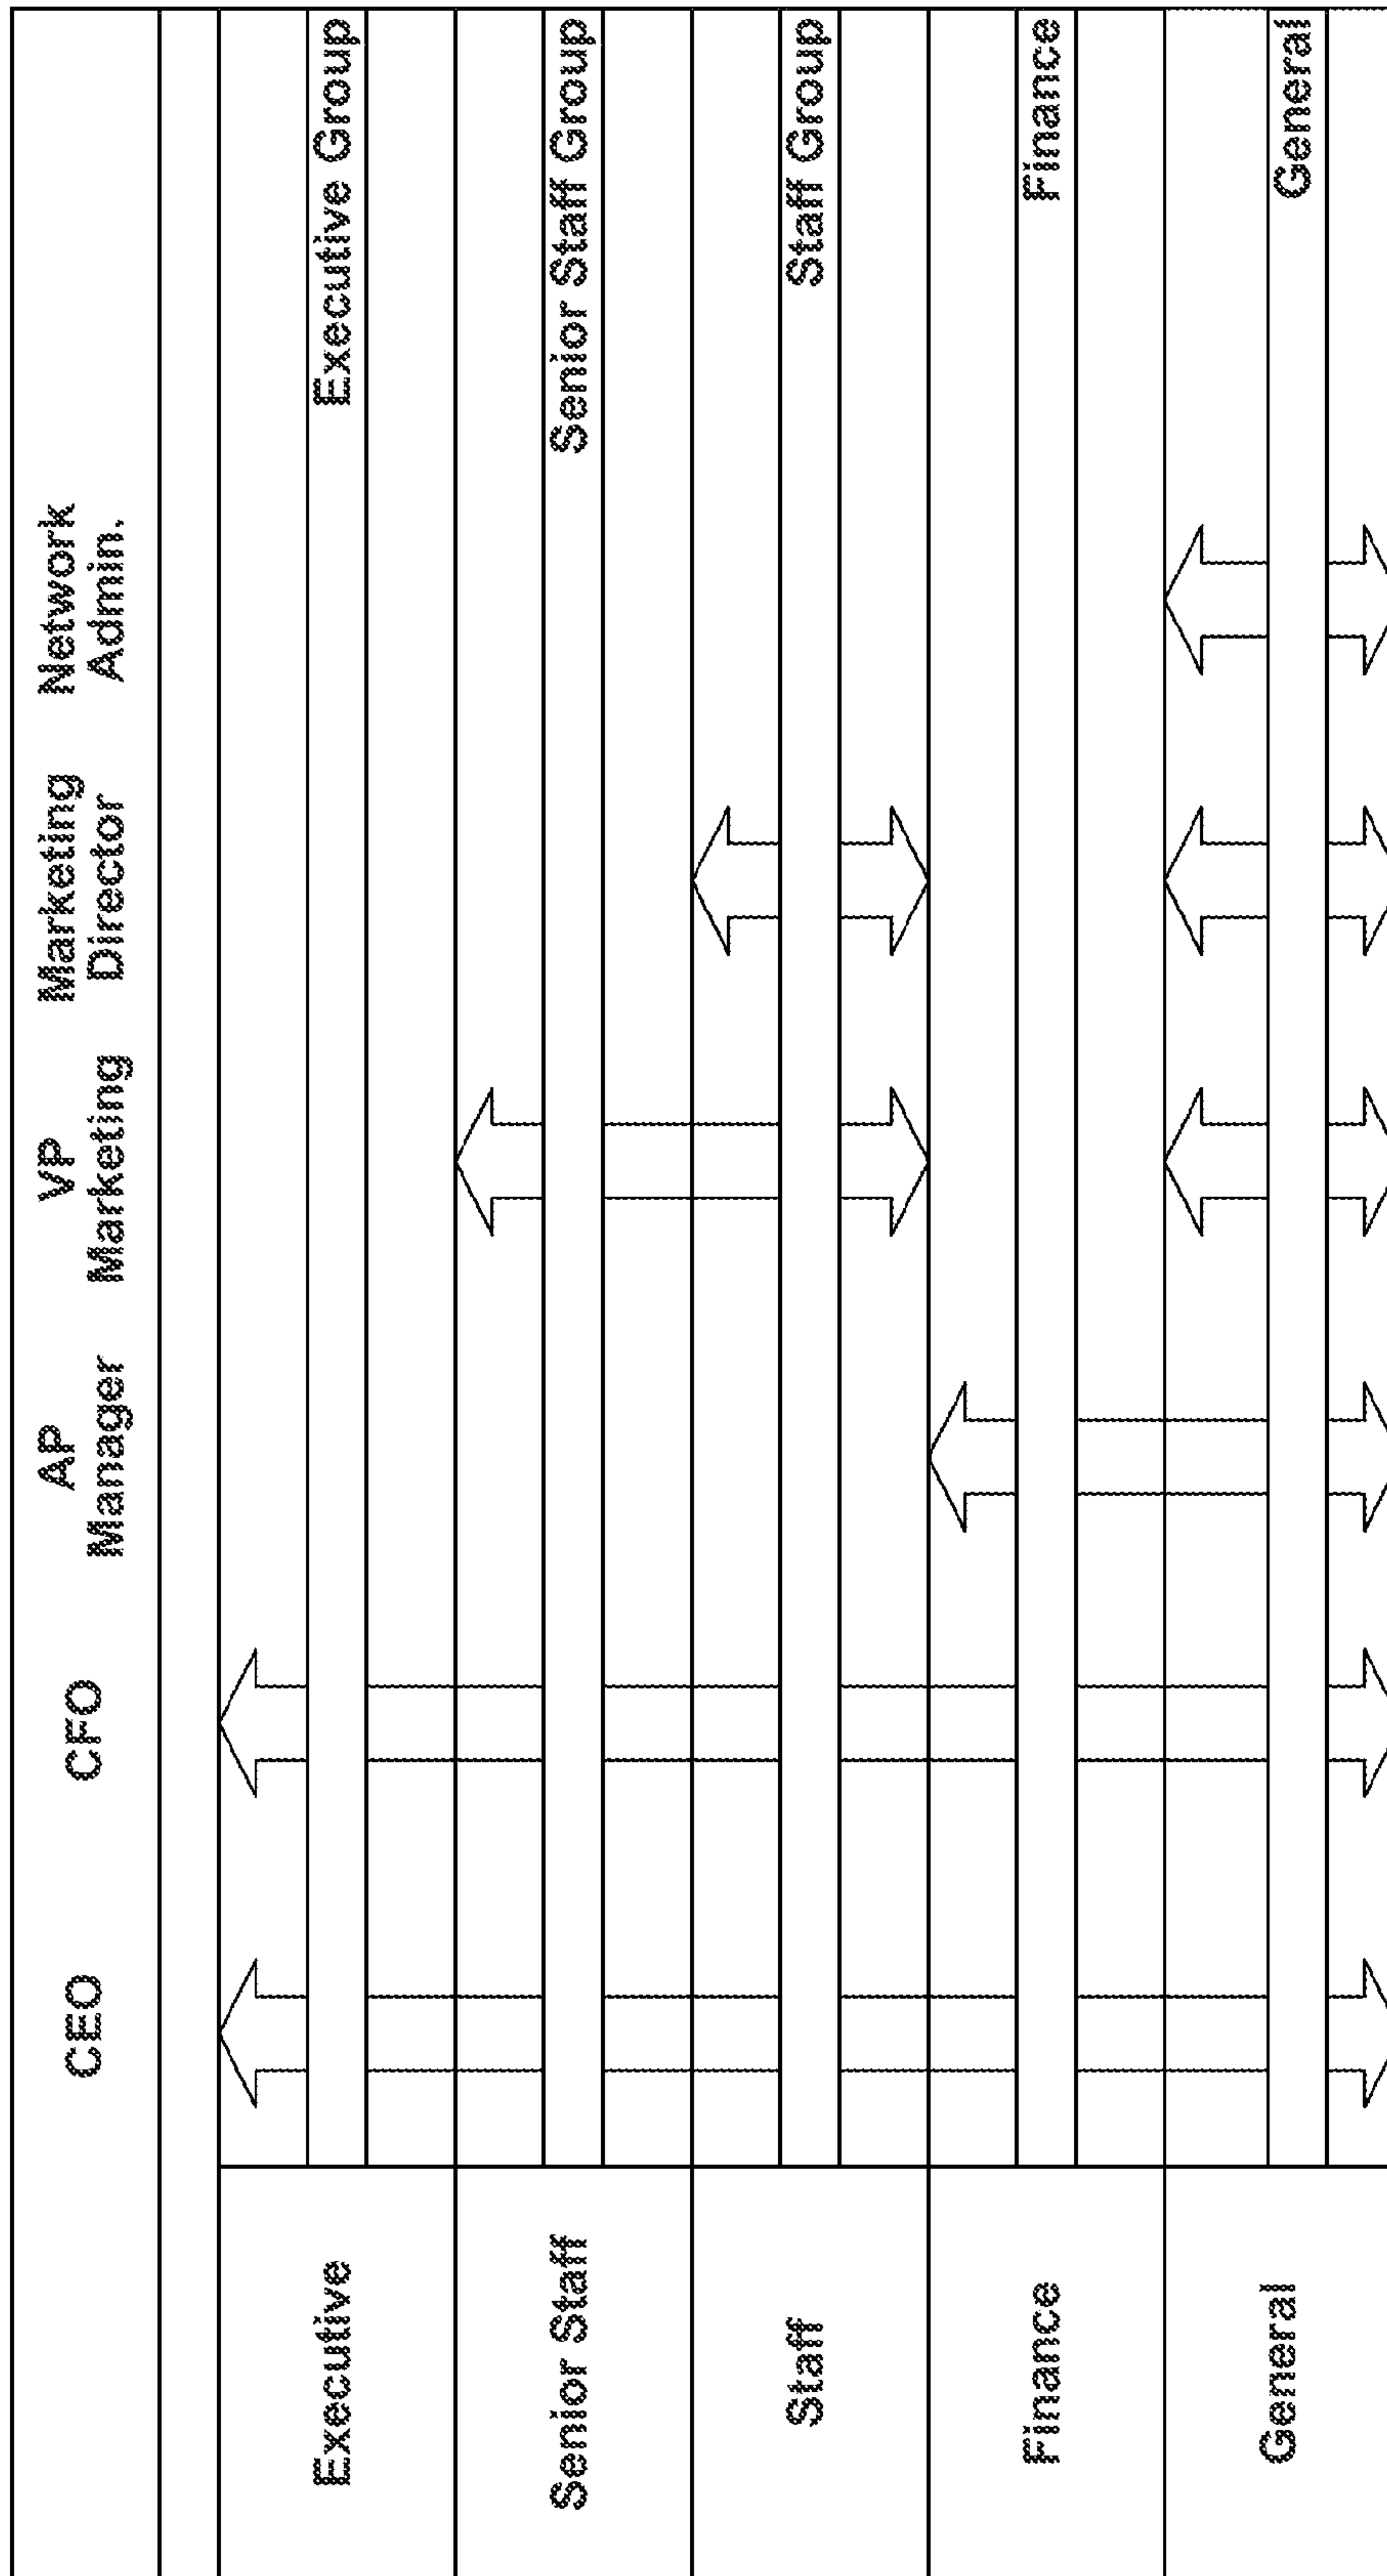 CEO
CFO
AP
Manager
VP
Marketing
Marketing
Director
Network
Admin.
Executive
Executive Group
Senior Staff
Senior Staff Group
Staff
Staff Group
Finance
Finance
General
General